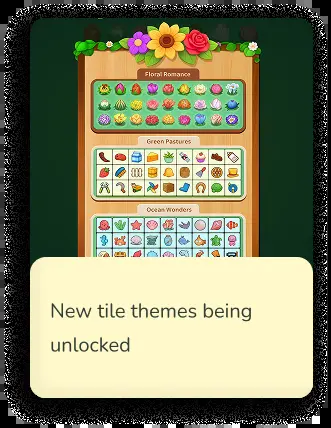 Floral Romance
Green Pastures
Ocean Wonders
New tile themes being
unlocked